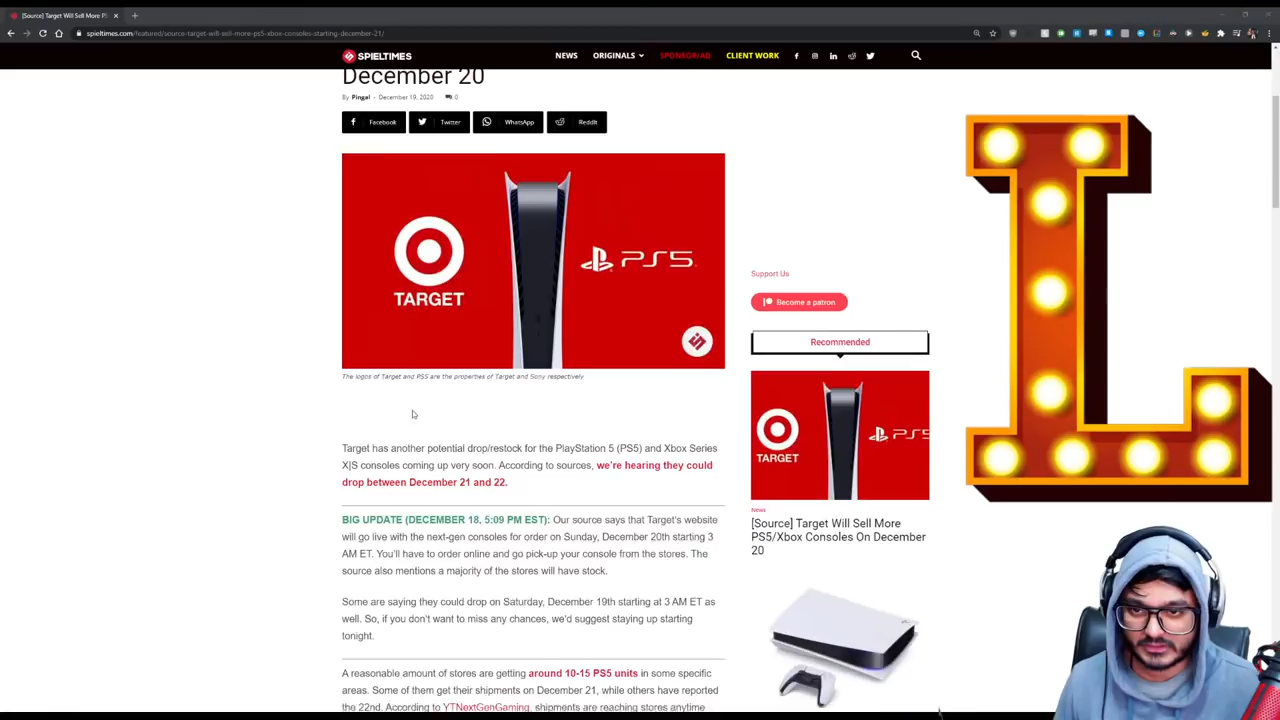 [Source] Target Will Sell More PS
spieltimes.com/featured/source-target-will-sell-more-ps5-xbox-consoles-starting-december-21/
SPIELTIMES
NEWS
ORIGINALS
SPONSOR/AD
CLIENT WORK
December 20
By Pingal - December 19, 2020 0
Facebook
Twitter
WhatsApp
ReddIt
TARGET
PS5
The logos of Target and PS5 are the properties of Target and Sony respectively
Target has another potential drop/restock for the PlayStation 5 (PS5) and Xbox Series
X|S consoles coming up very soon. According to sources, we're hearing they could
drop between December 21 and 22.
BIG UPDATE (DECEMBER 18, 5:09 PM EST): Our source says that Target's website
will go live with the next-gen consoles for order on Sunday, December 20th starting 3
AM ET. You'll have to order online and go pick-up your console from the stores. The
source also mentions a majority of the stores will have stock.
Some are saying they could drop on Saturday, December 19th starting at 3 AM ET as
well. So, if you don't want to miss any chances, we'd suggest staying up starting
tonight.
A reasonable amount of stores are getting around 10-15 PS5 units in some specific
areas. Some of them get their shipments on December 21, while others have reported
the 22nd. According to YTNextGenGaming, shipments are reaching stores anytime
Support Us
Become a patron
Recommended
TARGET
PS5
News
[Source] Target Will Sell More
PS5/Xbox Consoles On December
20
L